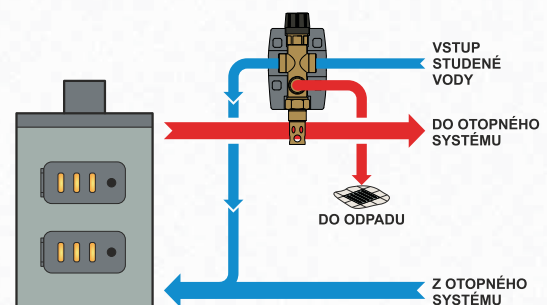 VSTUP
STUDENÉ
VODY
DO OTOPNÉHO
SYSTÉMU
DO ODPADU
Z OTOPNÉHO
SYSTÉMU